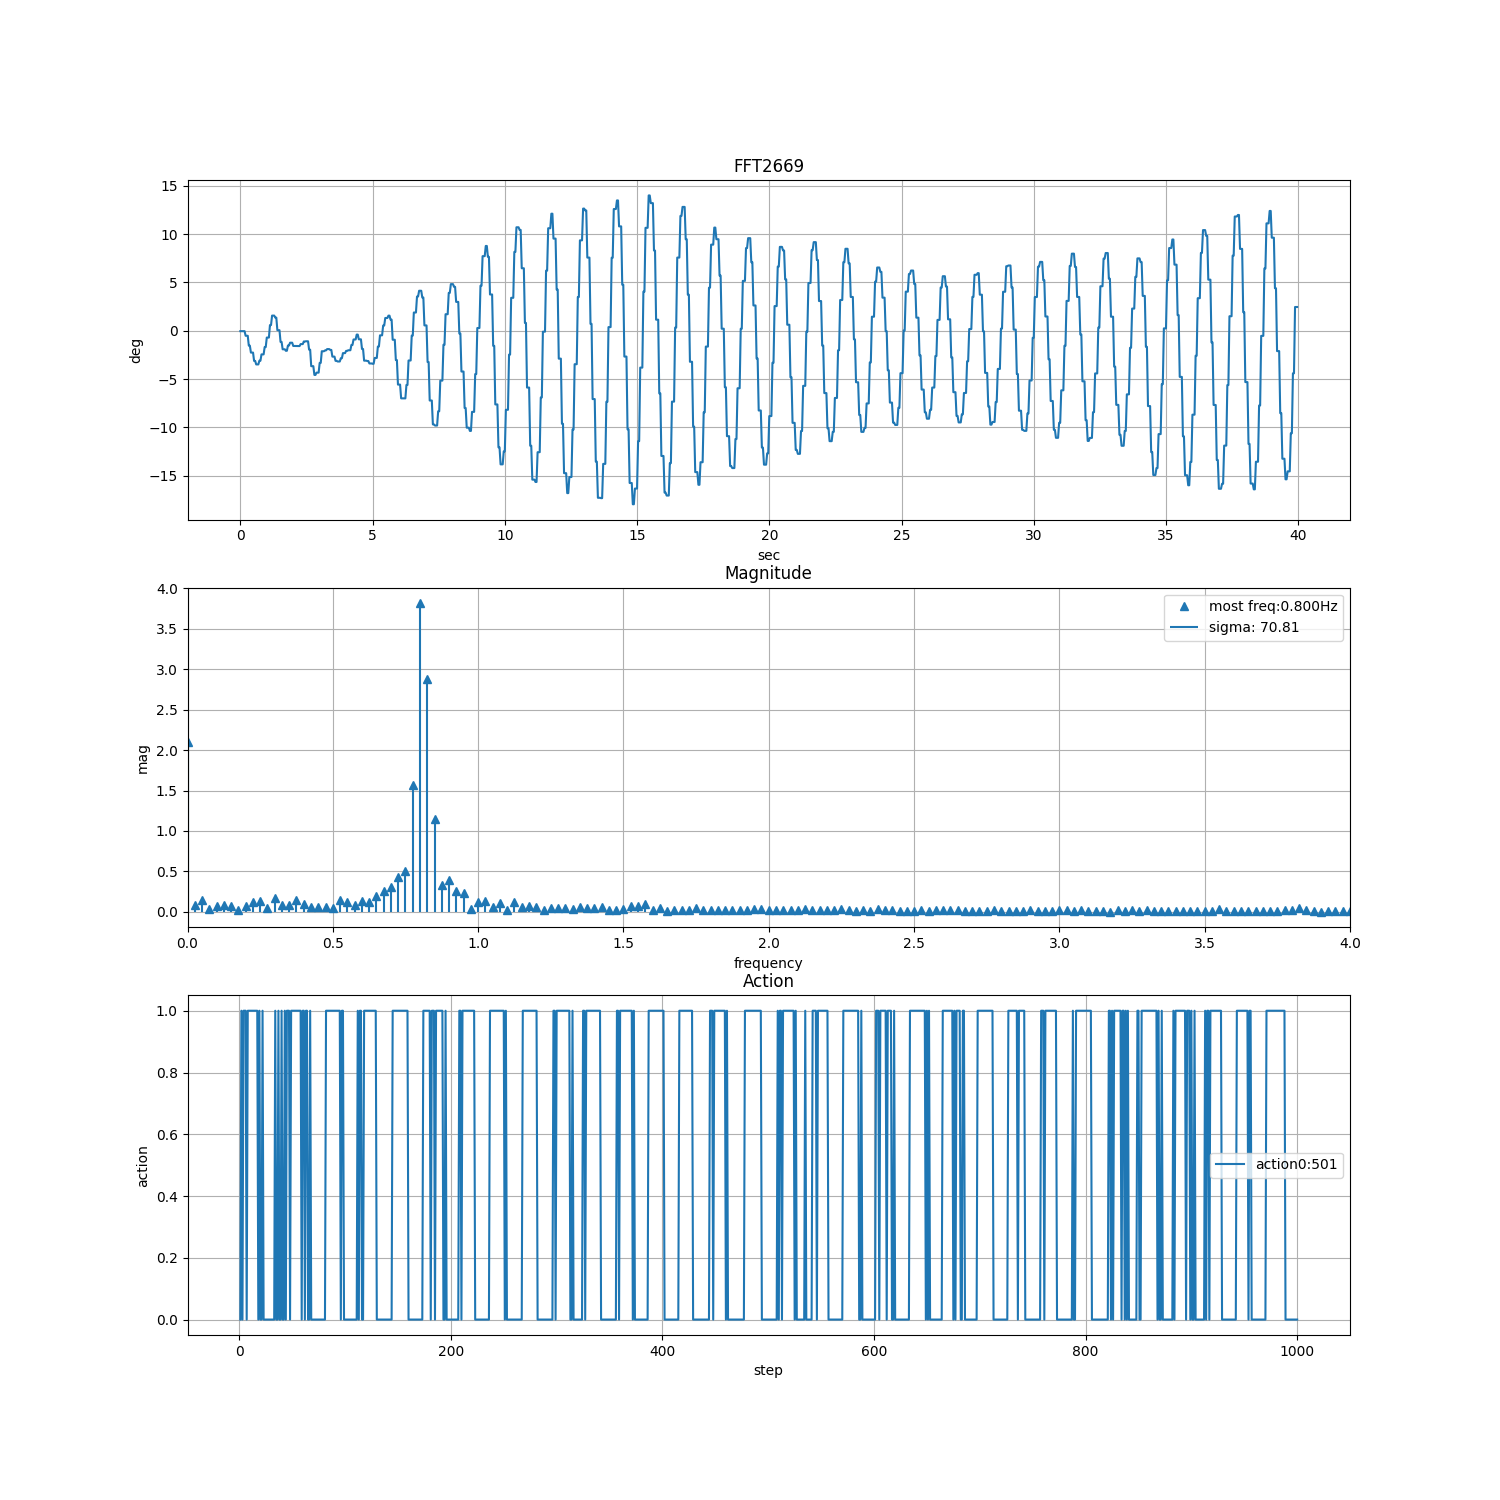 FFT2669
15
10
5
0
−5
−10
−15
deg
0 5 10 15 20 25 30 35 40
sec
Magnitude
4.0
3.5
3.0
2.5
2.0
1.5
1.0
0.5
0.0
mag
most freq:0.800Hz
sigma: 70.81
0.0 0.5 1.0 1.5 2.0 2.5 3.0 3.5 4.0
frequency
Action
1.0
0.8
0.6
0.4
0.2
0.0
action
action0:501
0 200 400 600 800 1000
step